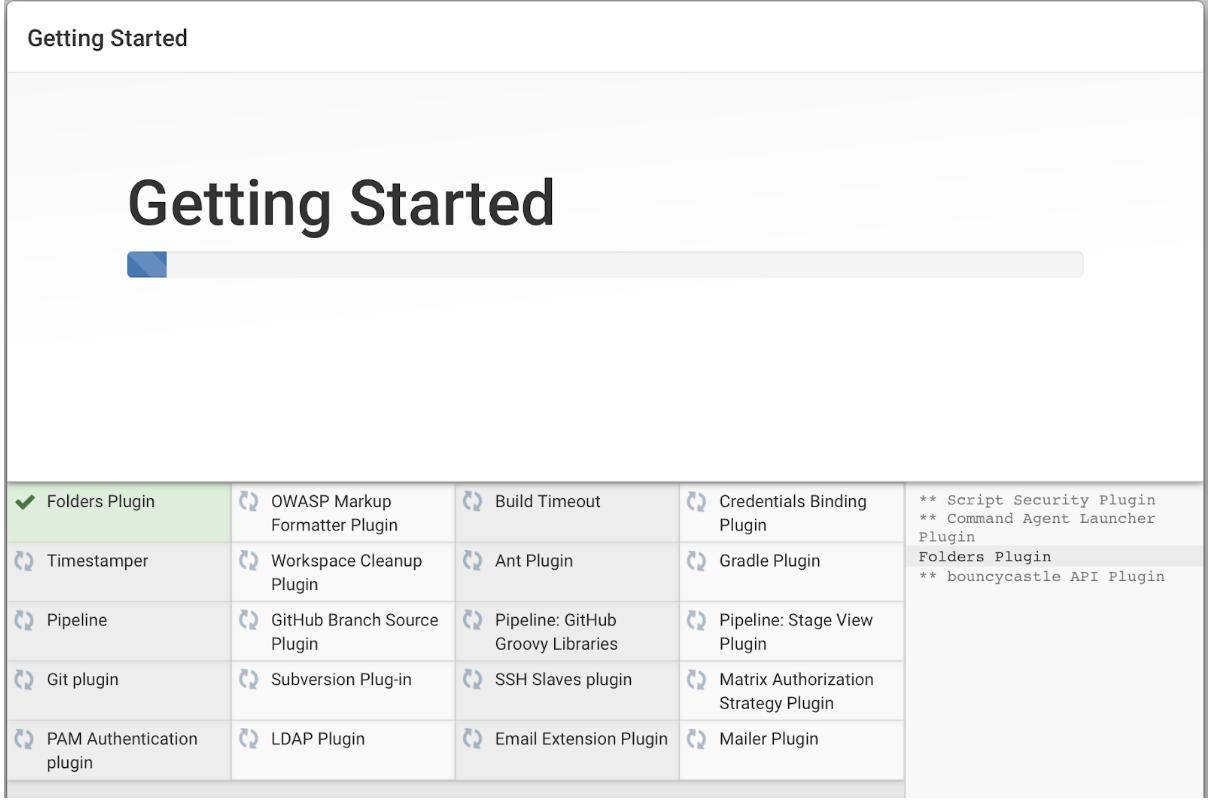 Getting Started
Getting Started
Folders Plugin
OWASP Markup
Formatter Plugin
Build Timeout
Credentials Binding
Plugin
Timestamper
Workspace Cleanup
Plugin
Ant Plugin
Gradle Plugin
Pipeline
GitHub Branch Source
Plugin
Pipeline: GitHub
Groovy Libraries
Pipeline: Stage View
Plugin
Git plugin
Subversion Plug-in
SSH Slaves plugin
Matrix Authorization
Strategy Plugin
PAM Authentication
plugin
LDAP Plugin
Email Extension Plugin
Mailer Plugin
** Script Security Plugin
** Command Agent Launcher
Plugin
Folders Plugin
** bouncycastle API Plugin